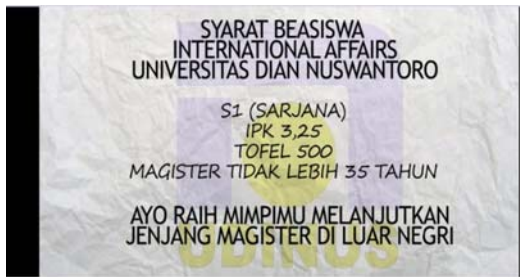 SYARAT BEASISWA
INTERNATIONAL AFFAIRS
UNIVERSITAS DIAN NUSWANTORO
S1 (SARJANA)
IPK 3,25
TOFEL 500
MAGISTER TIDAK LEBIH 35 TAHUN
AYO RAIH MIMPIMU MELANJUTKAN
JENJANG MAGISTER DI LUAR NEGRI
UDINUS